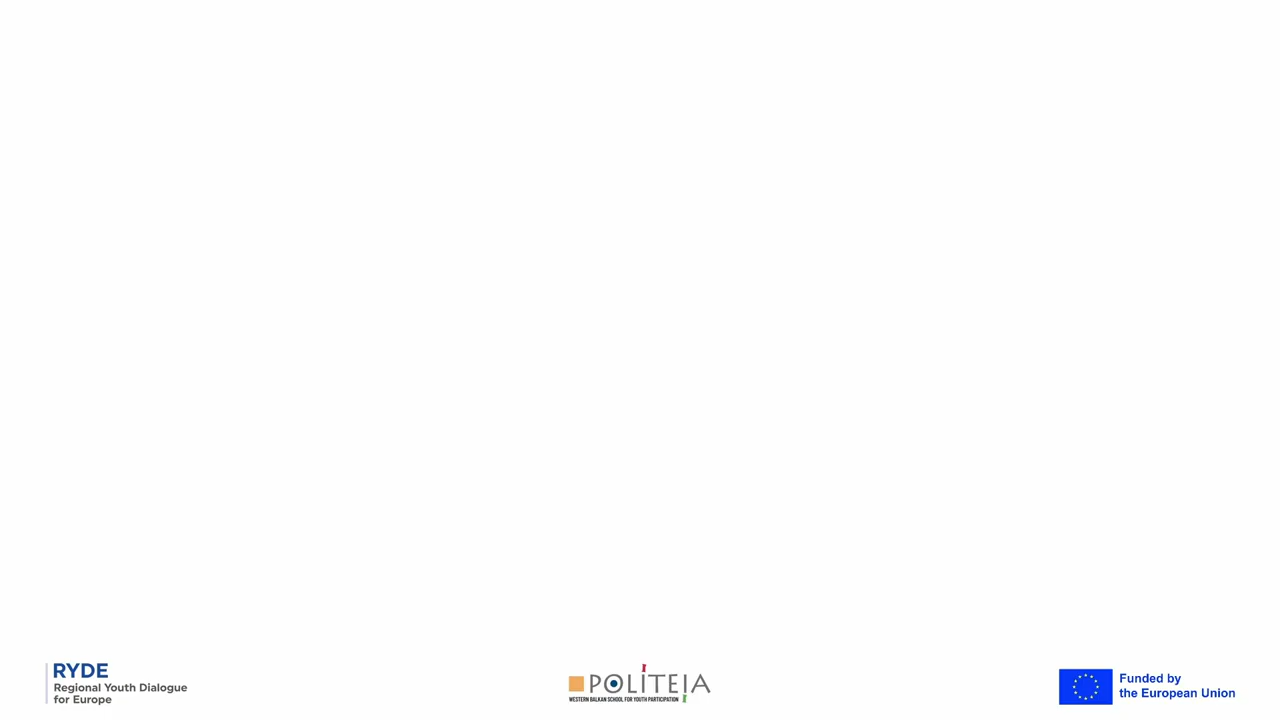 RYDE
Regional Youth Dialogue
for Europe
POLITEIA
WESTERN BALKAN SCHOOL FOR YOUTH PARTICIPATION
Funded by
the European Union